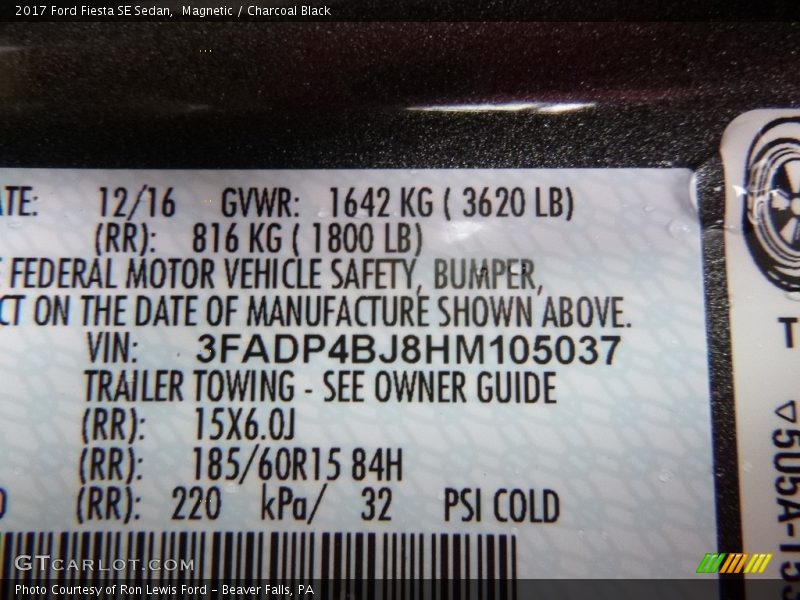 2017 Ford Fiesta SE Sedan, Magnetic / Charcoal Black
12/16 GVWR: 1642 KG ( 3620 LB)
(RR): 816 KG ( 1800 LB)
FEDERAL MOTOR VEHICLE SAFETY, BUMPER,
ON THE DATE OF MANUFACTURE SHOWN ABOVE.
VIN: 3FADP4BJ8HM105037
TRAILER TOWING - SEE OWNER GUIDE
(RR): 15X6.0J
(RR): 185/60R15 84H
(RR): 220 kPa/ 32 PSI COLD
T
GTCARLOT.COM
Photo Courtesy of Ron Lewis Ford - Beaver Falls, PA